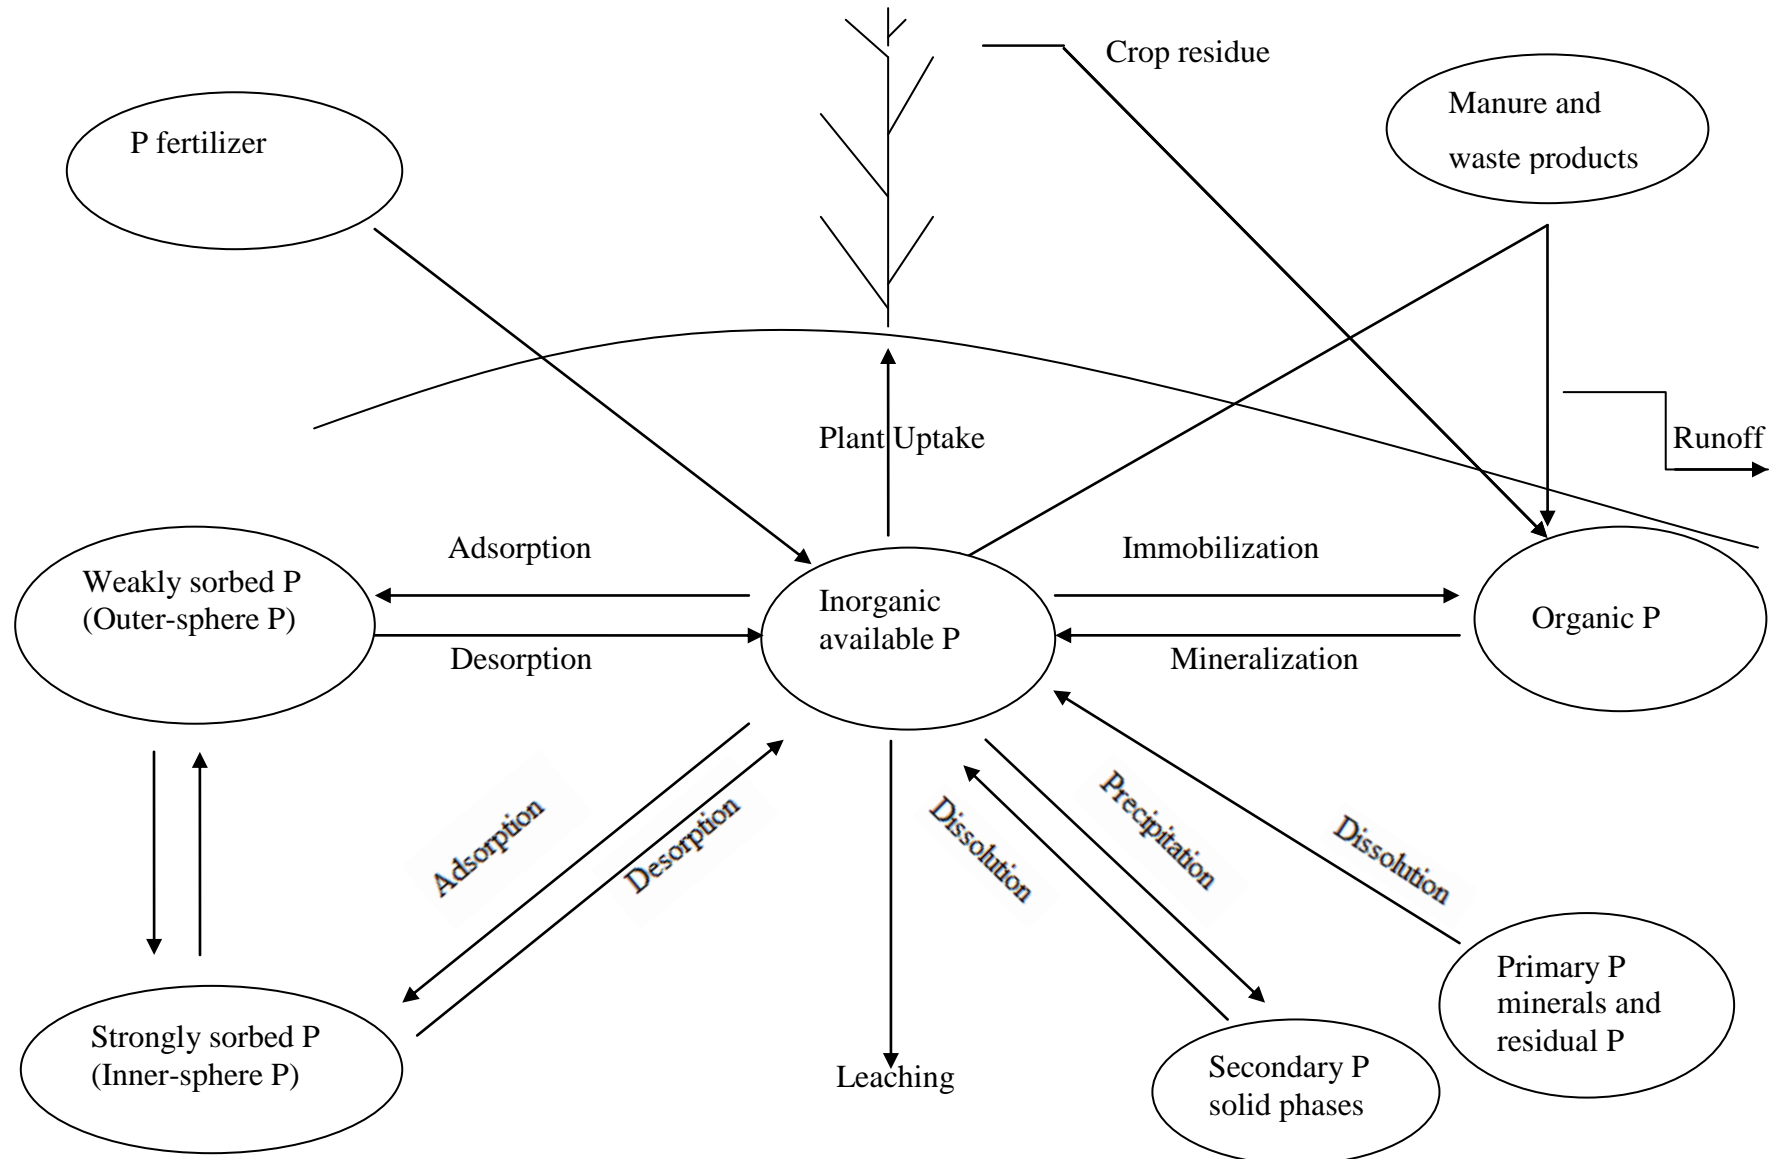 Crop residue
Manure and
waste products
P fertilizer
Plant Uptake
Runoff
Adsorption
Immobilization
Weakly sorbed P
(Outer-sphere P)
Inorganic
available P
Organic P
Desorption
Mineralization
Adsorption
Desorption
Dissolution
Precipitation
Dissolution
Primary P
minerals and
residual P
Strongly sorbed P
(Inner-sphere P)
Leaching
Secondary P
solid phases